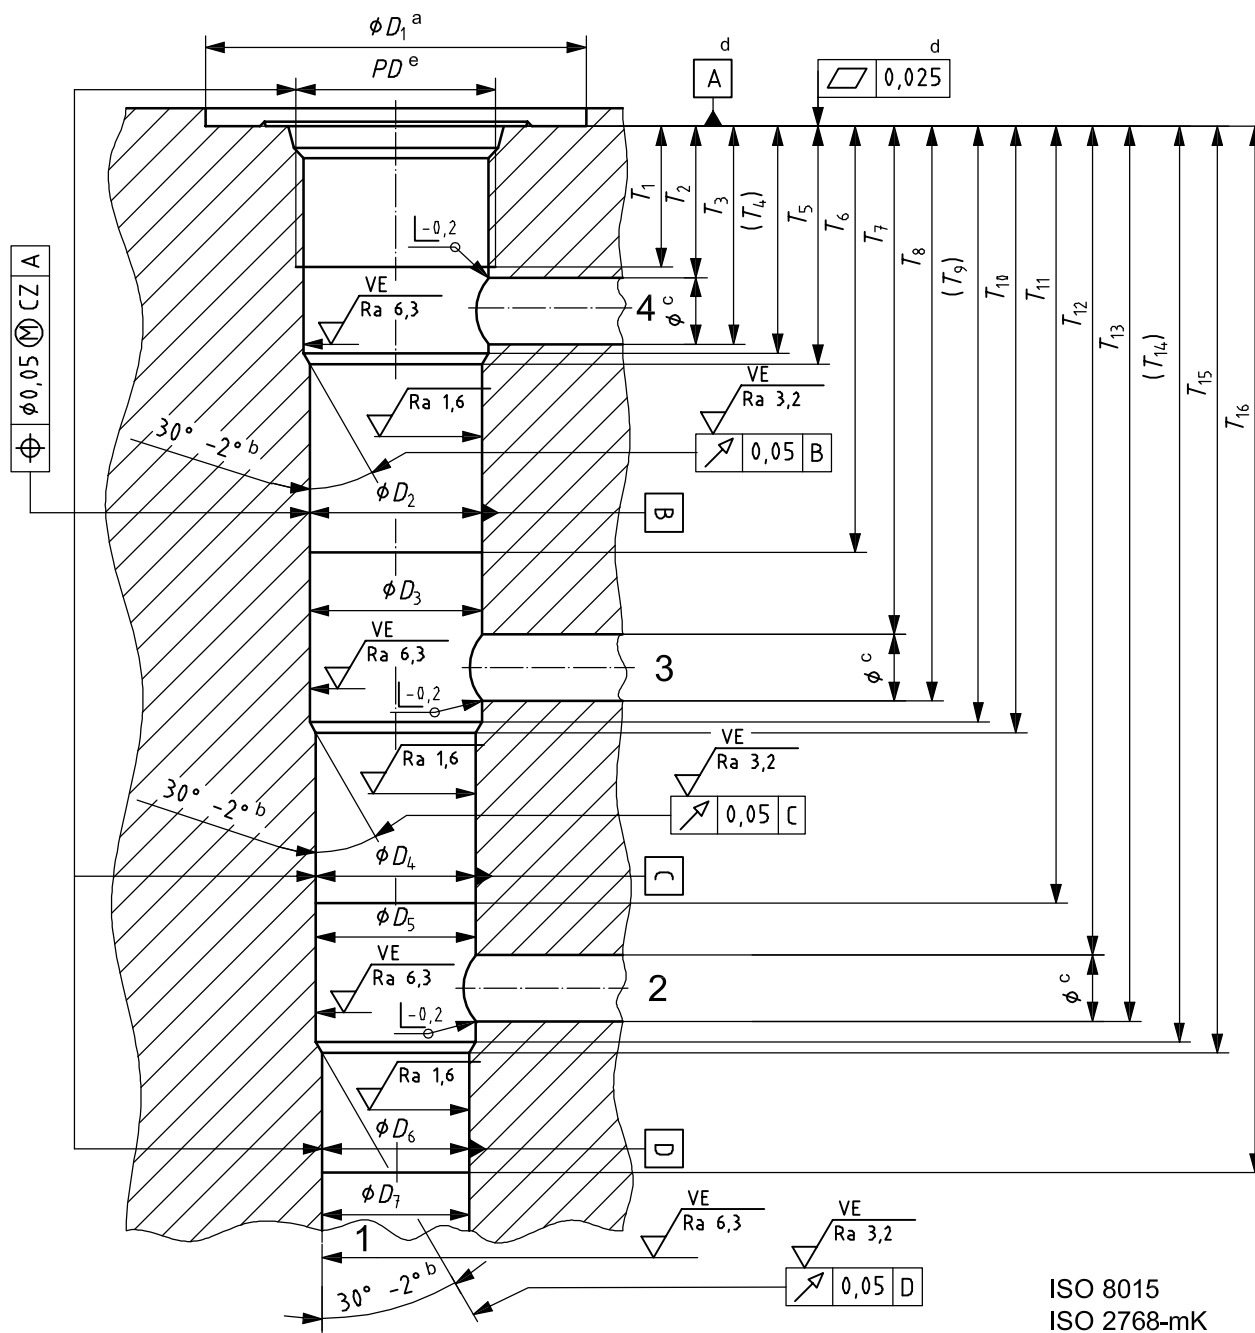 ϕD₁ ᵃ
PD ᵉ
A
d
d
0,025
T₁
T₂
T₃
(T₄)
T₅
T₆
T₇
T₈
(T₉)
T₁₀
T₁₁
T₁₂
T₁₃
(T₁₄)
T₁₅
T₁₆
-0,2
VE
Ra 6,3
4
ϕ ᶜ
⌖ ϕ0,05 Ⓜ CZ A
Ra 1,6
VE
Ra 3,2
0,05 B
30° -2° ᵇ
ϕD₂
B
ϕD₃
VE
Ra 6,3
3
ϕ ᶜ
-0,2
Ra 1,6
VE
Ra 3,2
0,05 C
30° -2° ᵇ
ϕD₄
C
ϕD₅
VE
Ra 6,3
2
ϕ ᶜ
-0,2
Ra 1,6
ϕD₆
D
ϕD₇
1
VE
Ra 6,3
VE
Ra 3,2
0,05 D
30° -2° ᵇ
ISO 8015
ISO 2768-mK